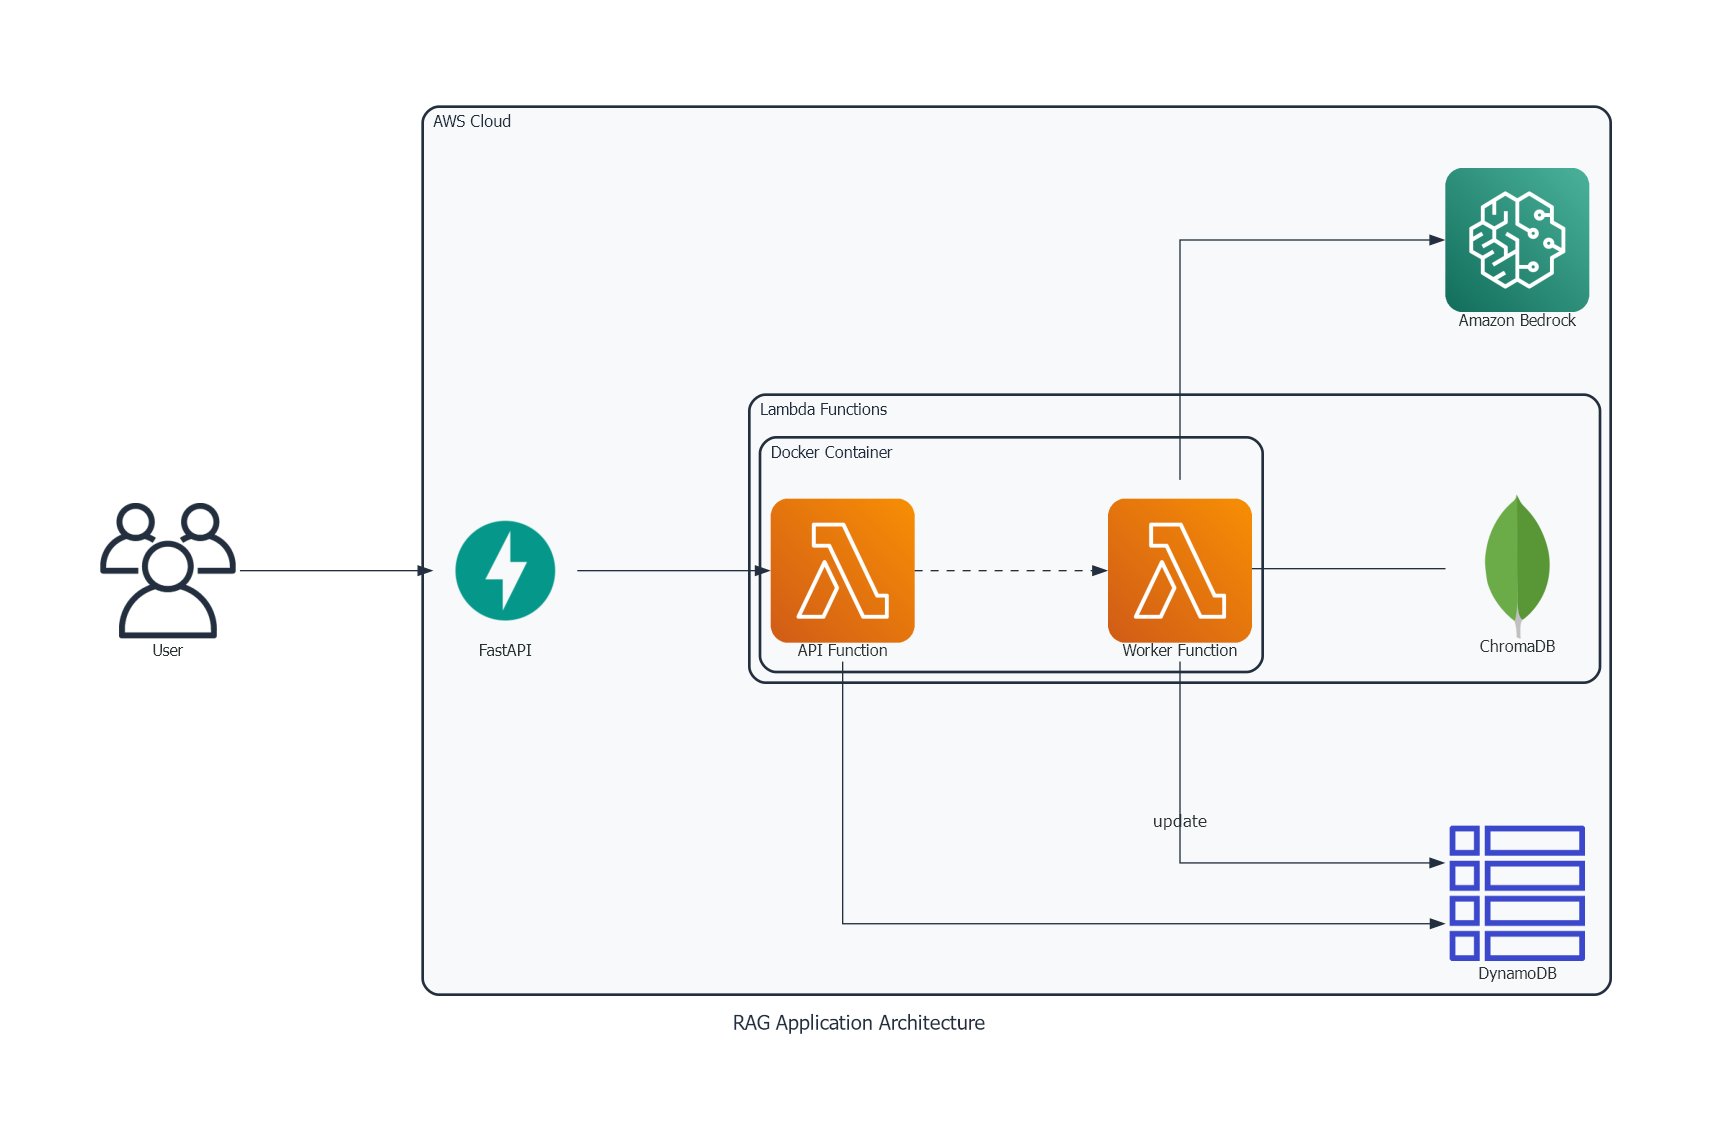 AWS Cloud
Amazon Bedrock
Lambda Functions
Docker Container
User
FastAPI
API Function
Worker Function
ChromaDB
update
DynamoDB
RAG Application Architecture